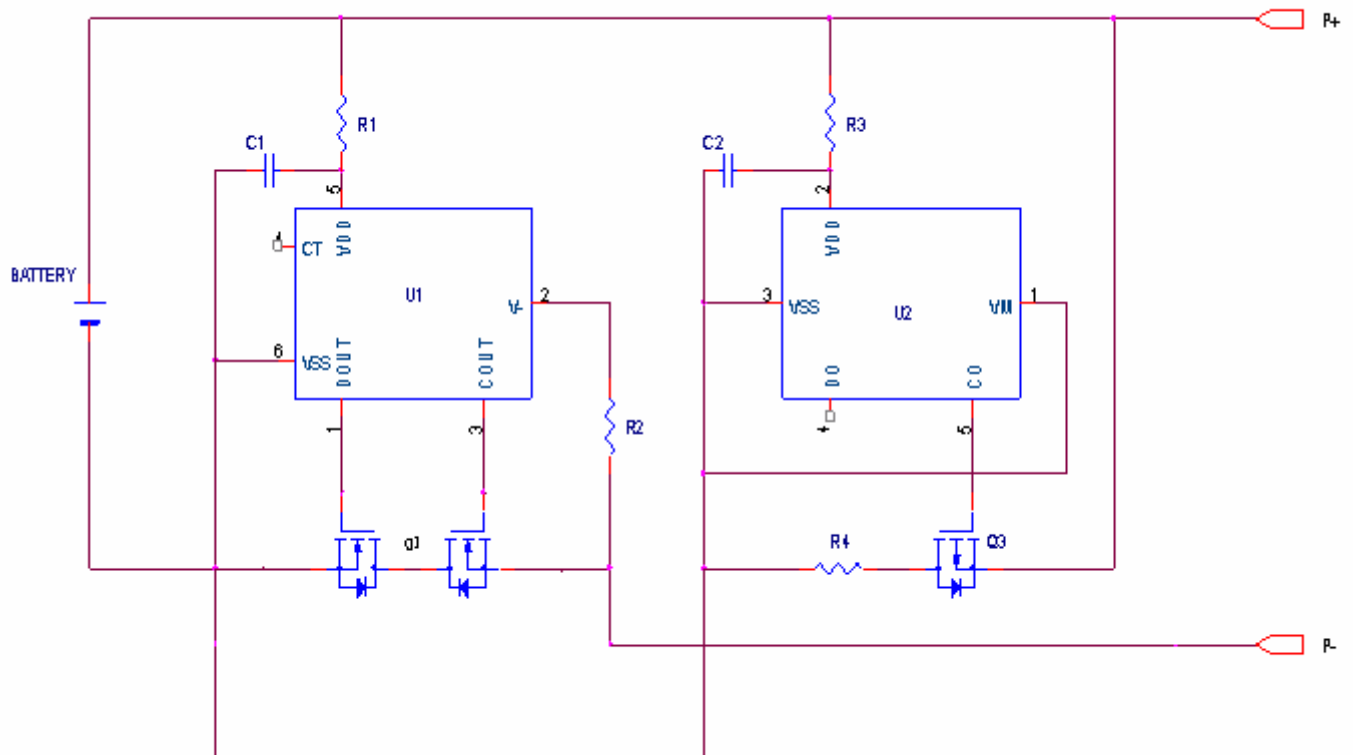 P+
R1
R3
C1
C2
5
2
4
CT
VDD
VDD
BATTERY
U1
V-
2
3
VSS
U2
VM
1
6
VSS
DOUT
COUT
DO
CO
1
3
R2
4
5
q1
R4
Q3
P-